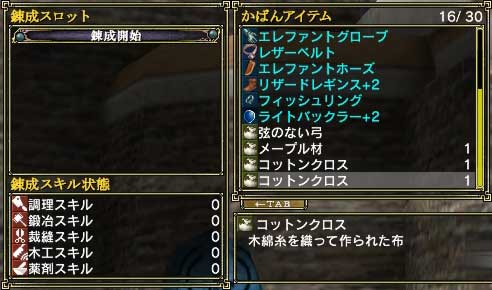 錬成スロット
錬成開始
錬成スキル状態
調理スキル 0
鍛冶スキル 0
裁縫スキル 0
木工スキル 0
薬剤スキル 0
かばんアイテム 16/30
エレファントグローブ
レザーベルト
エレファントホーズ
リザードレギンス+2
フィッシュリング
ライトバックラー+2
弦のない弓
メープル材 1
コットンクロス 1
コットンクロス 1
←TAB
コットンクロス
木綿糸を織って作られた布